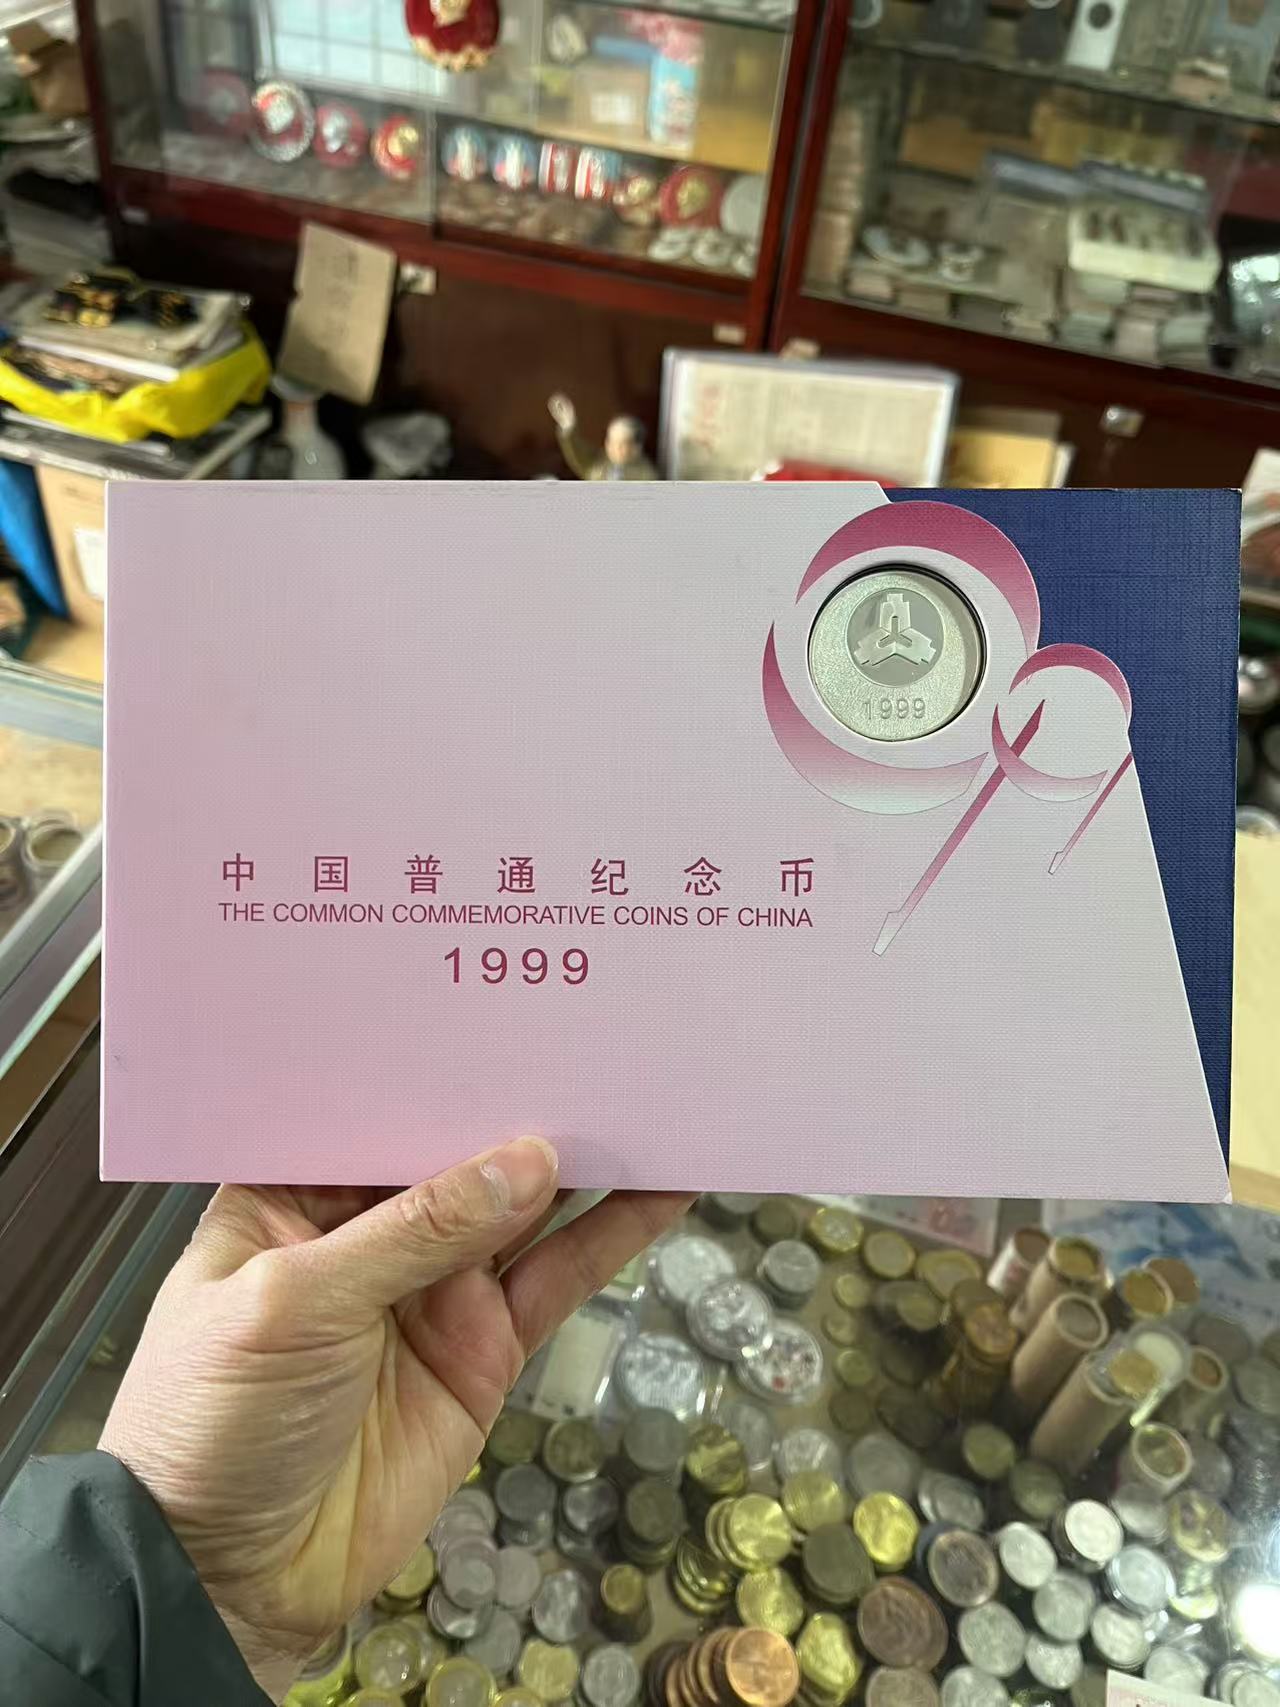 1999
中国普通纪念币
THE COMMON COMMEMORATIVE COINS OF CHINA
1999